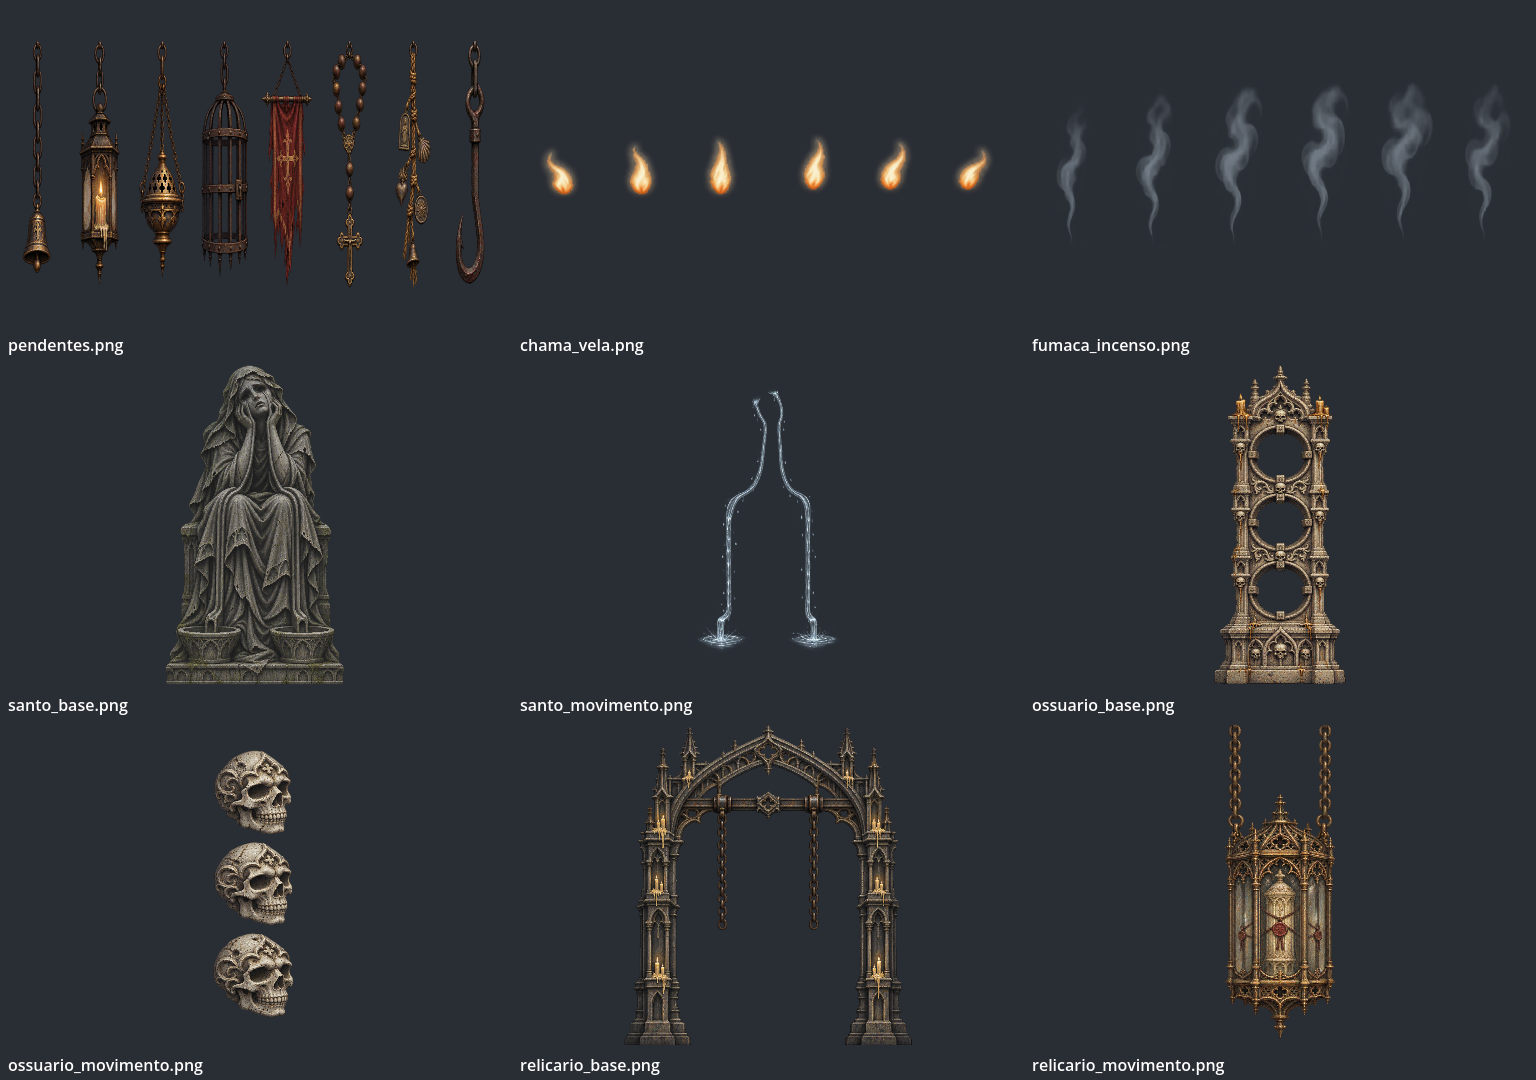 pendentes.png
chama_vela.png
fumaca_incenso.png
santo_base.png
santo_movimento.png
ossuario_base.png
ossuario_movimento.png
relicario_base.png
relicario_movimento.png